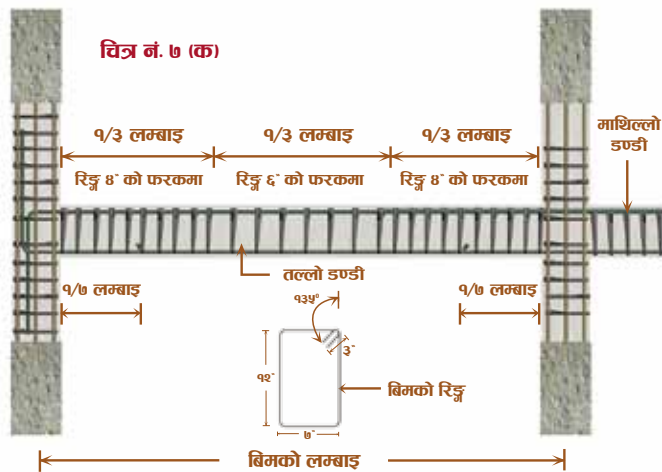 चित्र नं. ७ (क)
१/३ लम्बाइ
१/३ लम्बाइ
१/३ लम्बाइ
माथिल्लो
डण्डी
रिङ्ग ४" को फरकमा
रिङ्ग ६" को फरकमा
रिङ्ग ४" को फरकमा
तल्लो डण्डी
१/७ लम्बाइ
१/७ लम्बाइ
१३५°
३"
१२"
बिमको रिङ्ग
७"
बिमको लम्बाइ